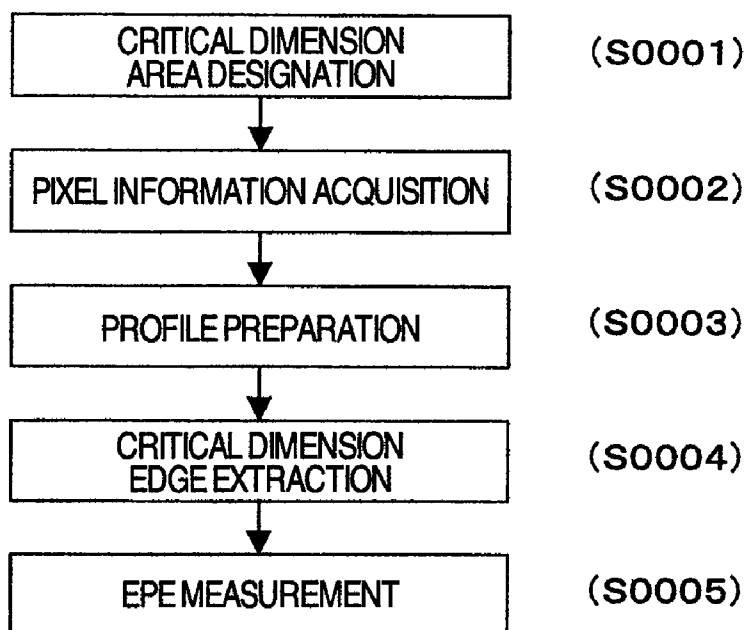 CRITICAL DIMENSION
AREA DESIGNATION
(S0001)
PIXEL INFORMATION ACQUISITION
(S0002)
PROFILE PREPARATION
(S0003)
CRITICAL DIMENSION
EDGE EXTRACTION
(S0004)
EPE MEASUREMENT
(S0005)